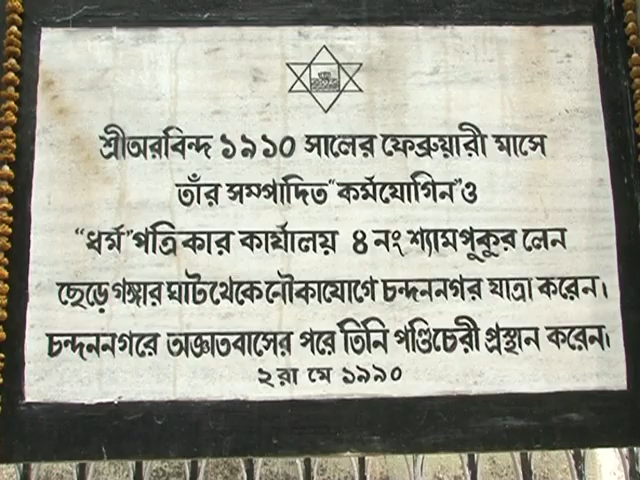 শ্রীঅরবিন্দ ১৯১০ সালের ফেব্রুয়ারী মাসে
তাঁর সম্পাদিত "কর্মযোগিন" ও
"ধর্ম" পত্রিকার কার্যালয় ৪ নং শ্যামপুকুর লেন
ছেড়ে গঙ্গার ঘাট থেকে নৌকাযোগে চন্দননগর যাত্রা করেন।
চন্দননগরে অজ্ঞাতবাসের পরে তিনি পণ্ডিচেরী প্রস্থান করেন।
২রা মে ১৯৯০